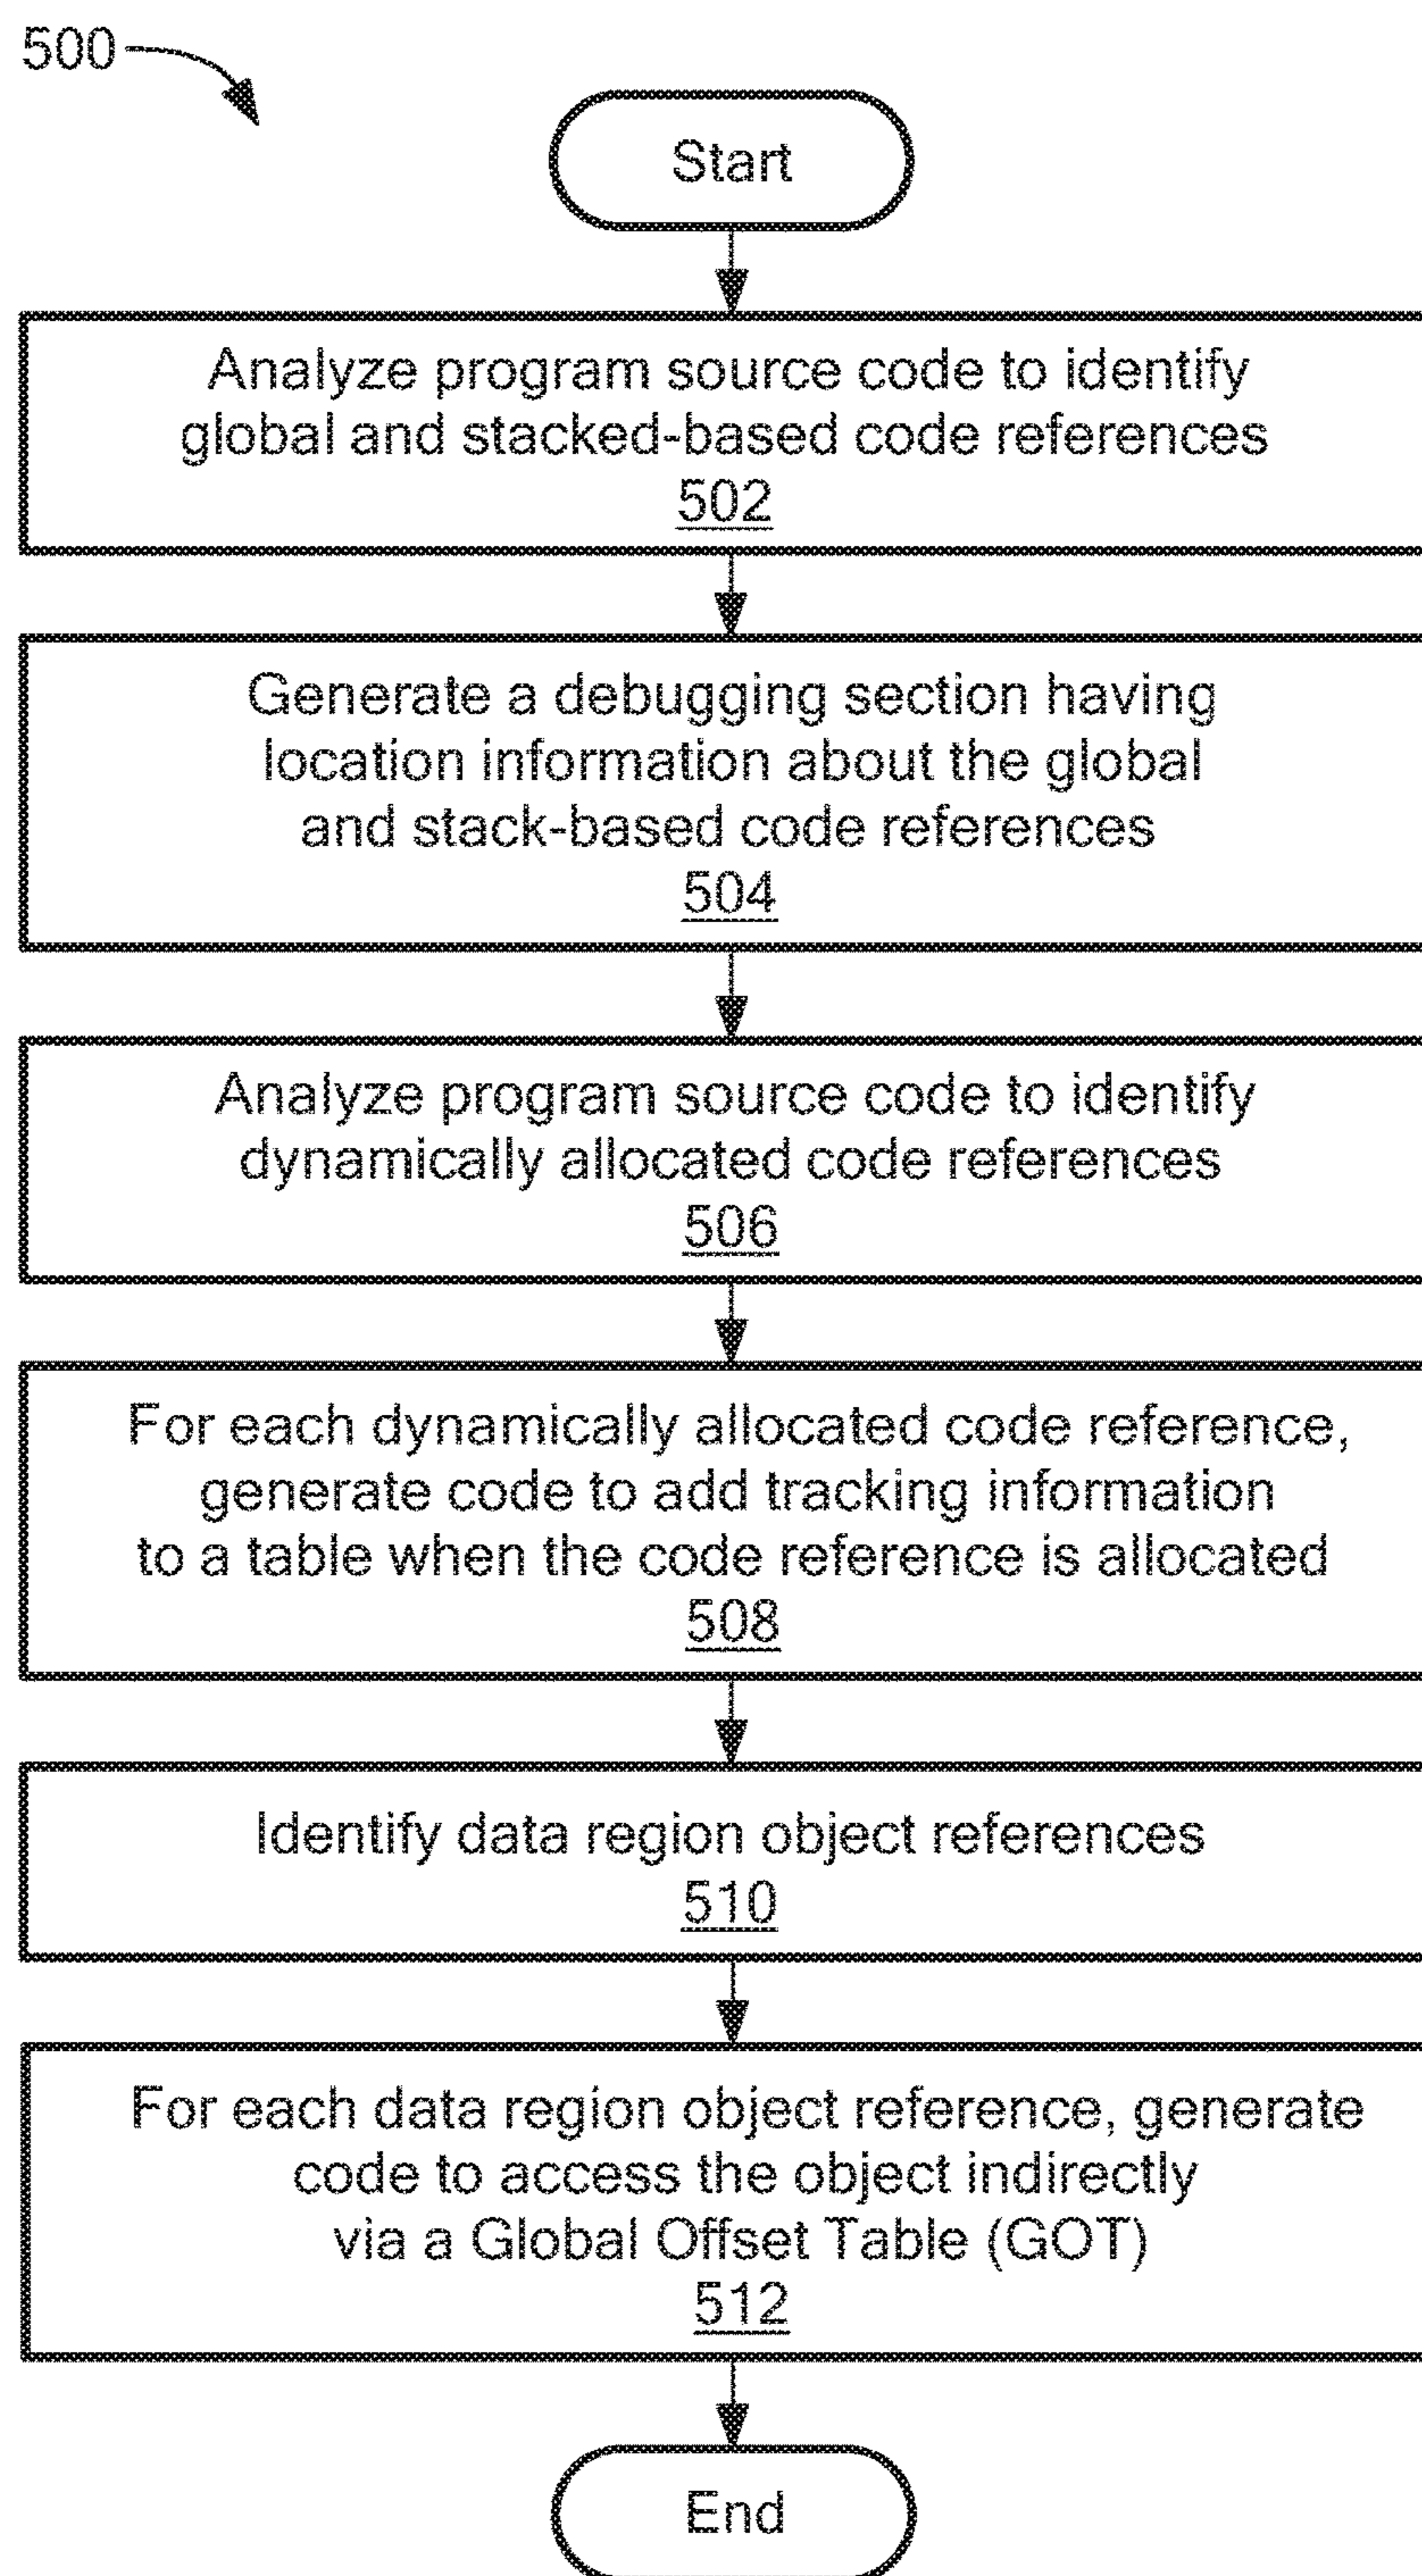 500
Start
Analyze program source code to identify
global and stacked-based code references
502
Generate a debugging section having
location information about the global
and stack-based code references
504
Analyze program source code to identify
dynamically allocated code references
506
For each dynamically allocated code reference,
generate code to add tracking information
to a table when the code reference is allocated
508
Identify data region object references
510
For each data region object reference, generate
code to access the object indirectly
via a Global Offset Table (GOT)
512
End